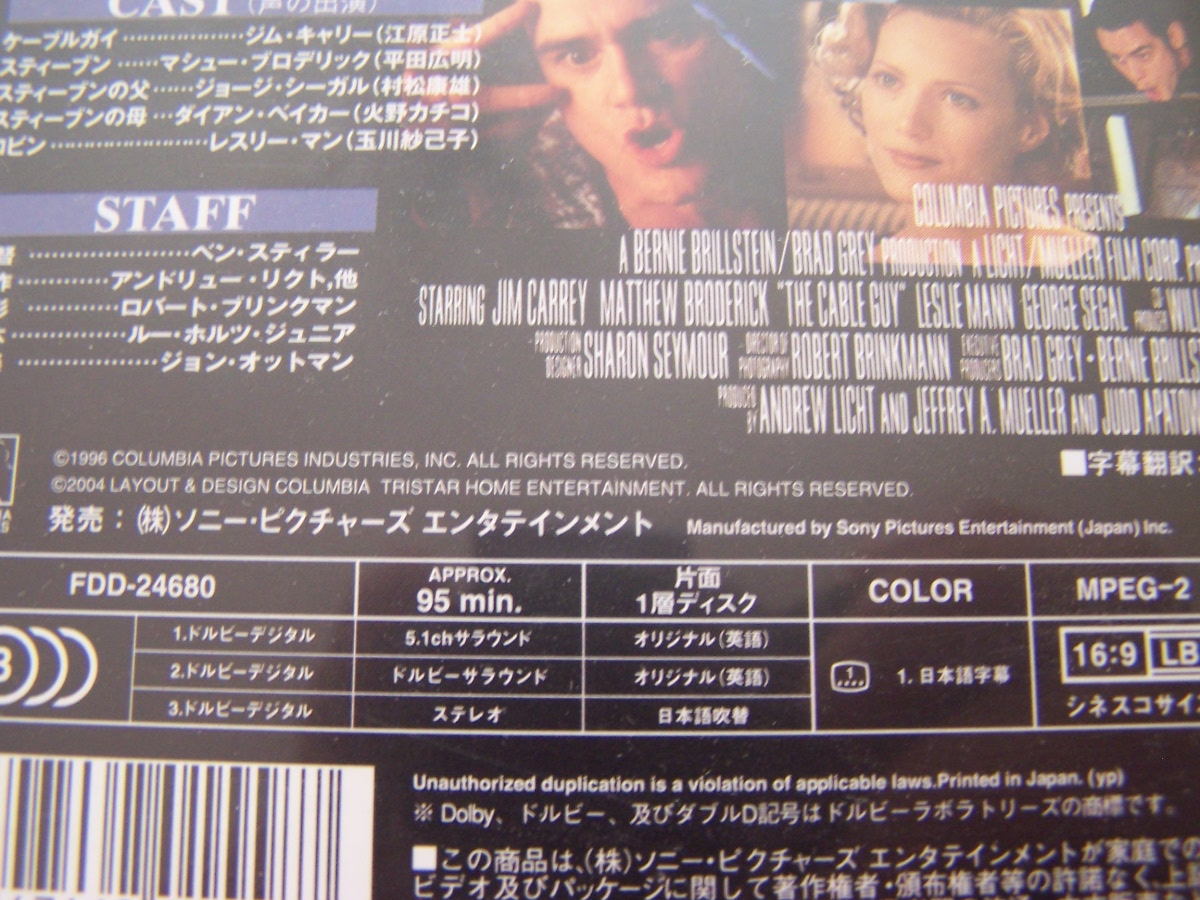 CAST(声の出演)
ケーブルガイ ………………ジム・キャリー(江原正士)
スティーブン ……マシュー・ブロデリック(平田広明)
スティーブンの父 ……ジョージ・シーガル(村松康雄)
スティーブンの母 …ダイアン・ベイカー(火野カチコ)
ロビン …………………レスリー・マン(玉川紗己子)
STAFF
督 …………………ベン・スティラー
作 …………アンドリュー・リクト,他
影 …………ロバート・ブリンクマン
…………ルー・ホルツ・ジュニア
………………ジョン・オットマン
COLUMBIA PICTURES PRESENTS
A BERNIE BRILLSTEIN/BRAD GREY PRODUCTION A LICHT/MUELLER FILM CORP.
STARRING JIM CARREY MATTHEW BRODERICK "THE CABLE GUY" LESLIE MANN GEORGE SEGAL CO PRODUCER
PRODUCTION DESIGNER SHARON SEYMOUR DIRECTOR OF PHOTOGRAPHY ROBERT BRINKMANN EXECUTIVE PRODUCERS BRAD GREY・BERNIE BRILLS
PRODUCED BY ANDREW LICHT AND JEFFREY A. MUELLER AND JUDD APATOW
©1996 COLUMBIA PICTURES INDUSTRIES, INC. ALL RIGHTS RESERVED.
■字幕翻訳
©2004 LAYOUT & DESIGN COLUMBIA TRISTAR HOME ENTERTAINMENT. ALL RIGHTS RESERVED.
発売：(株)ソニー・ピクチャーズ エンタテインメント Manufactured by Sony Pictures Entertainment (Japan) Inc.
FDD-24680
APPROX.
95 min.
片面
1層ディスク
COLOR
MPEG-2
3
1.ドルビーデジタル 5.1chサラウンド オリジナル(英語)
2.ドルビーデジタル ドルビーサラウンド オリジナル(英語)
3.ドルビーデジタル ステレオ 日本語吹替
1 1. 日本語字幕
16:9 LB
シネスコサイズ
Unauthorized duplication is a violation of applicable laws.Printed in Japan. (yp)
※ Dolby、ドルビー、及びダブルD記号はドルビーラボラトリーズの商標です。
■この商品は、(株)ソニー・ピクチャーズ エンタテインメントが家庭での
ビデオ及びパッケージに関して著作権者・頒布権者等の許諾なく、上